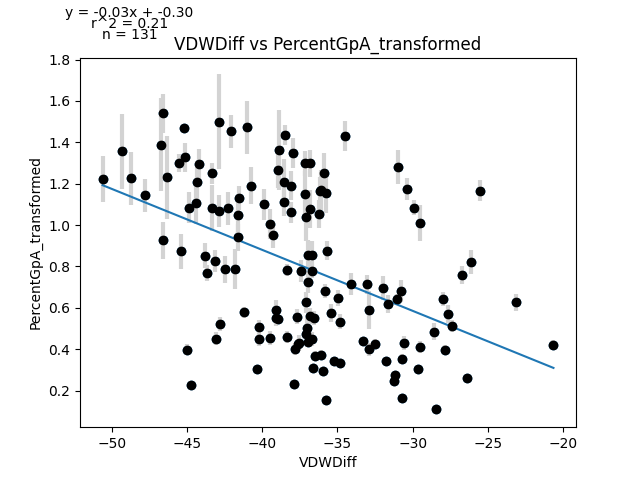 y = -0.03x + -0.30
r^2 = 0.21
n = 131
VDWDiff vs PercentGpA_transformed
1.8
1.6
1.4
1.2
1.0
0.8
0.6
0.4
0.2
PercentGpA_transformed
−50 −45 −40 −35 −30 −25 −20
VDWDiff